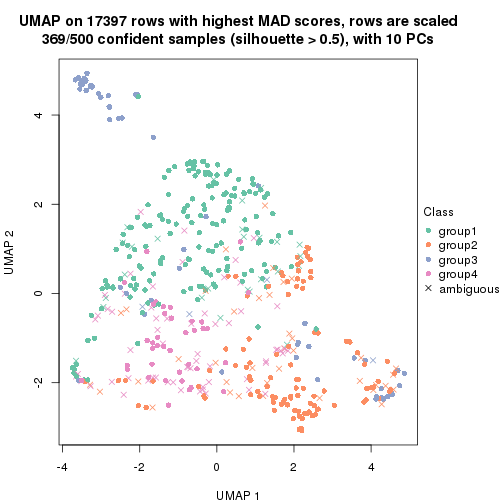 UMAP on 17397 rows with highest MAD scores, rows are scaled
369/500 confident samples (silhouette > 0.5), with 10 PCs
4
2
0
-2
UMAP 2
-4
-2
0
2
4
UMAP 1
Class
group1
group2
group3
group4
ambiguous